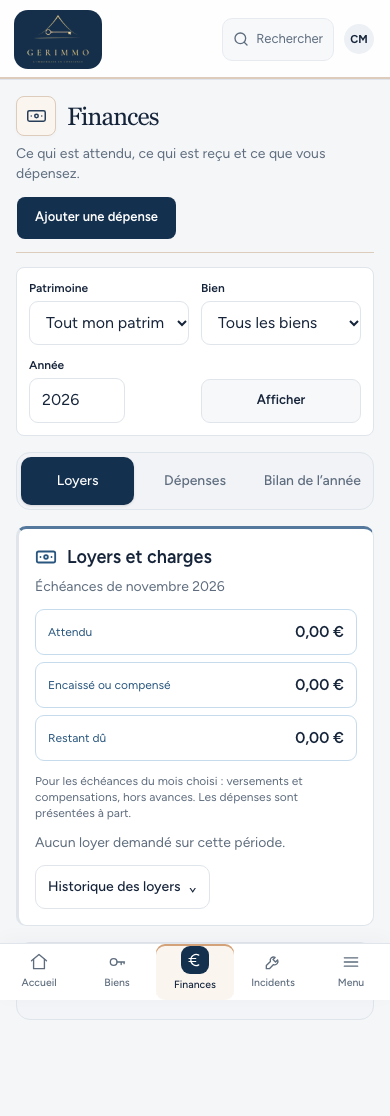 GERIMMO
Rechercher
CM
Finances
Ce qui est attendu, ce qui est reçu et ce que vous
dépensez.
Ajouter une dépense
Patrimoine
Bien
Tout mon patrim
Tous les biens
Année
2026
Afficher
Loyers
Dépenses
Bilan de l’année
Loyers et charges
Échéances de novembre 2026
Attendu
0,00 €
Encaissé ou compensé
0,00 €
Restant dû
0,00 €
Pour les échéances du mois choisi : versements et
compensations, hors avances. Les dépenses sont
présentées à part.
Aucun loyer demandé sur cette période.
Historique des loyers
€
Accueil
Biens
Finances
Incidents
Menu